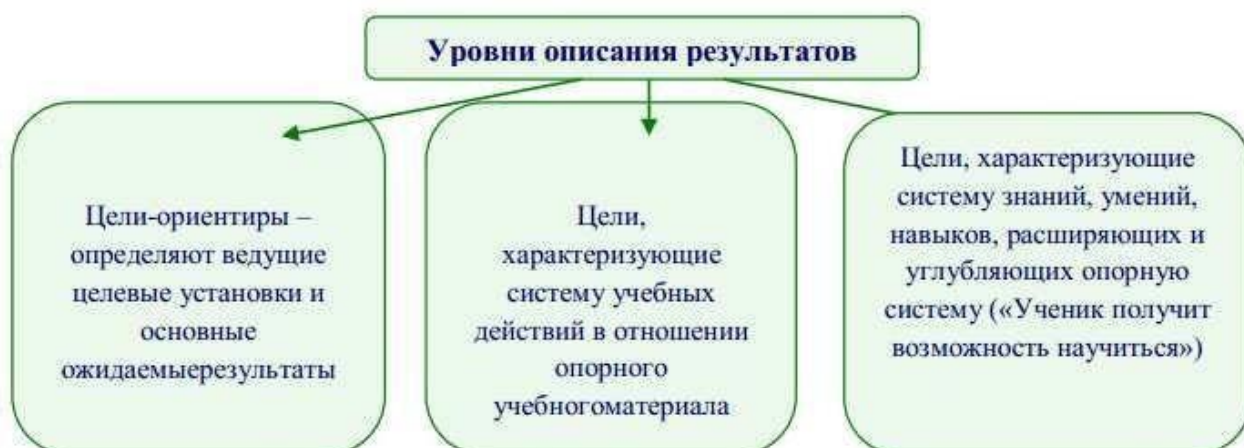 Уровни описания результатов
Цели-ориентиры –
определяют ведущие
целевые установки и
основные
ожидаемыерезультаты
Цели,
характеризующие
систему учебных
действий в отношении
опорного
учебногоматериала
Цели, характеризующие
систему знаний, умений,
навыков, расширяющих и
углубляющих опорную
систему («Ученик получит
возможность научиться»)